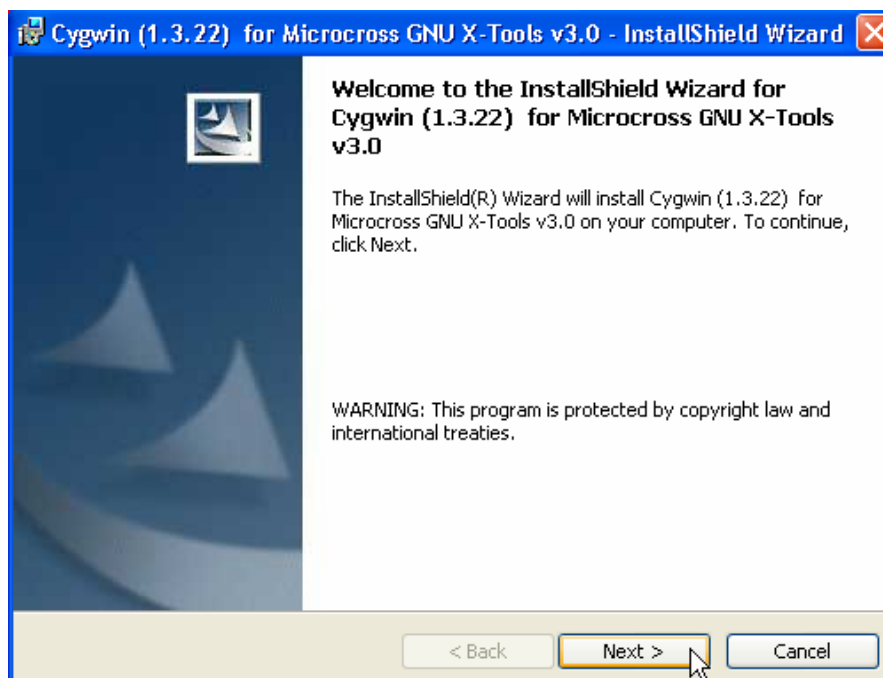 Cygwin (1.3.22)  for Microcross GNU X-Tools v3.0 - InstallShield Wizard
Welcome to the InstallShield Wizard for
Cygwin (1.3.22)  for Microcross GNU X-Tools
v3.0
The InstallShield(R) Wizard will install Cygwin (1.3.22)  for
Microcross GNU X-Tools v3.0 on your computer. To continue,
click Next.
WARNING: This program is protected by copyright law and
international treaties.
< Back
Next >
Cancel